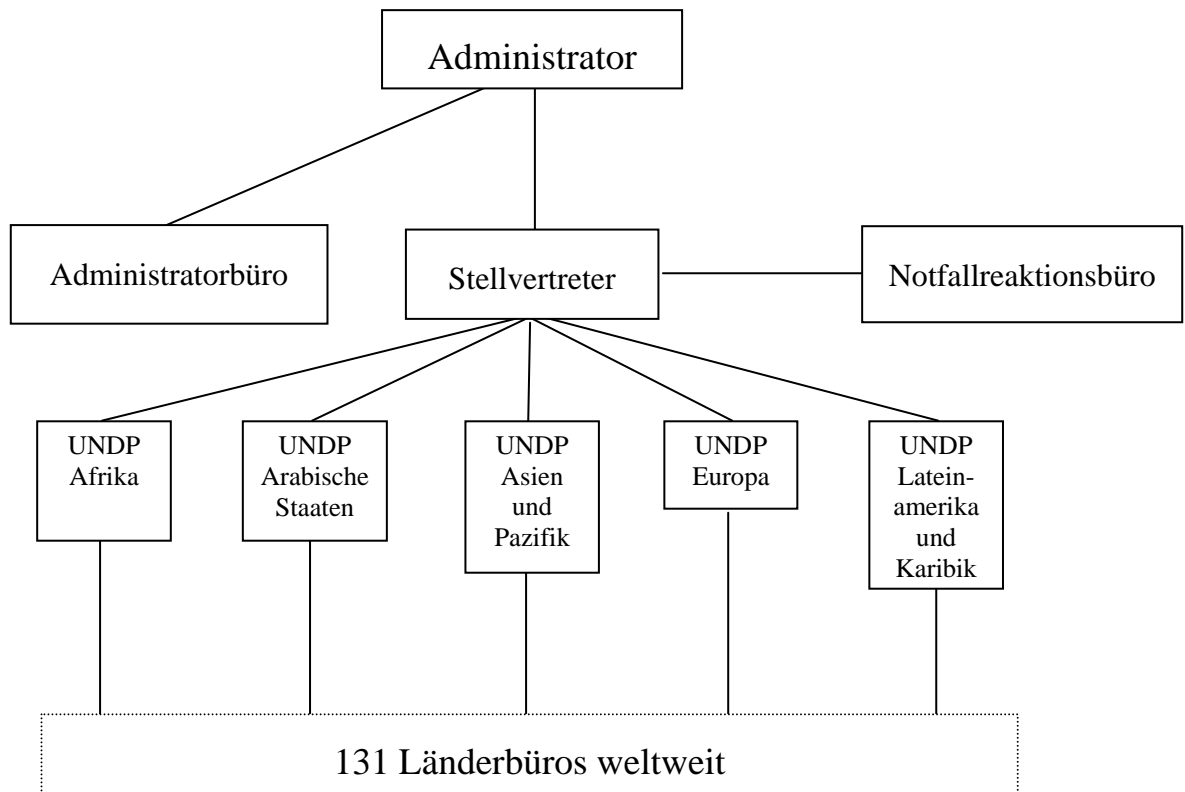 Administrator
Administratorbüro
Stellvertreter
Notfallreaktionsbüro
UNDP
Afrika
UNDP
Arabische
Staaten
UNDP
Asien
und
Pazifik
UNDP
Europa
UNDP
Latein-
amerika
und
Karibik
131 Länderbüros weltweit